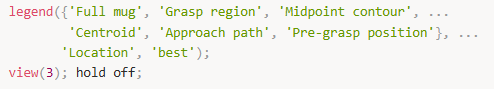 legend({'Full mug', 'Grasp region', 'Midpoint contour', ...
'Centroid', 'Approach path', 'Pre-grasp position'}, ...
'Location', 'best');
view(3); hold off;